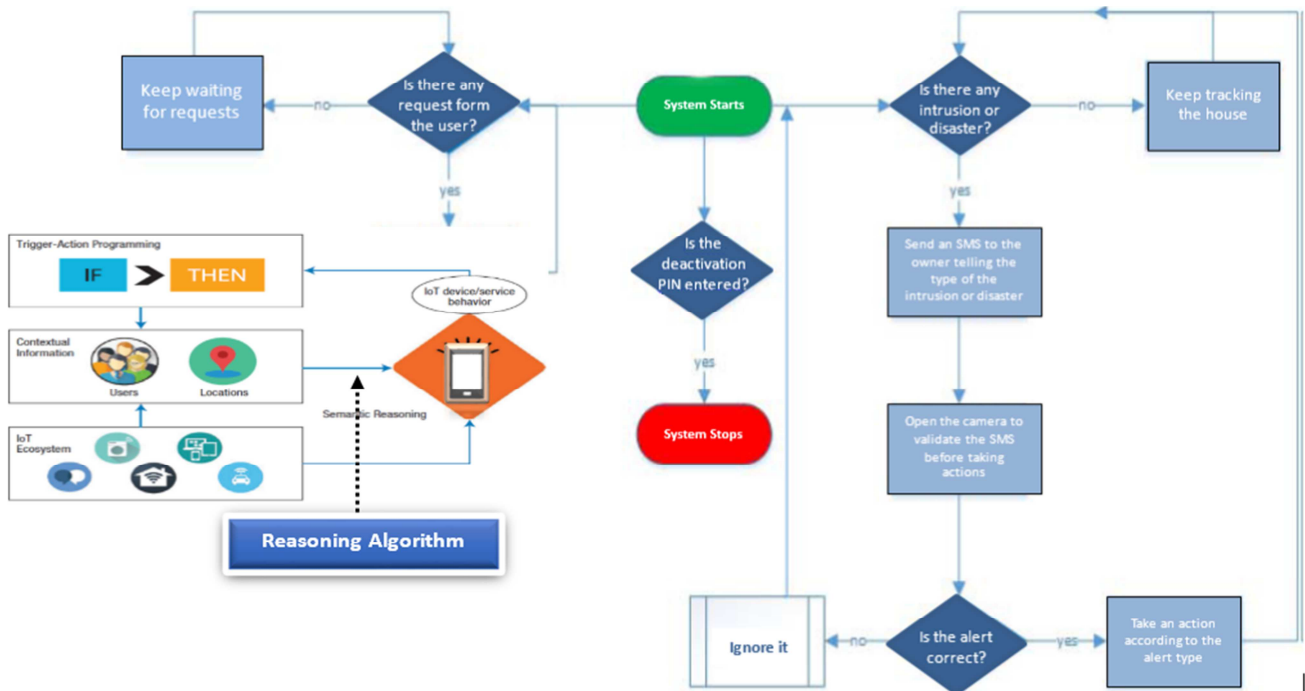 Keep waiting
for requests
no
Is there any
request form
the user?
yes
System Starts
Is there any
intrusion or
disaster?
no
Keep tracking
the house
yes
Trigger-Action Programming
IF
THEN
IoT device/service
behavior
Contextual
Information
Users
Locations
Semantic Reasoning
IoT
Ecosystem
Reasoning Algorithm
Is the
deactivation
PIN entered?
yes
System Stops
Send an SMS to the
owner telling the
type of the
intrusion or disaster
Open the camera to
validate the SMS
before taking
actions
Is the alert
correct?
no
Ignore it
yes
Take an action
according to the
alert type